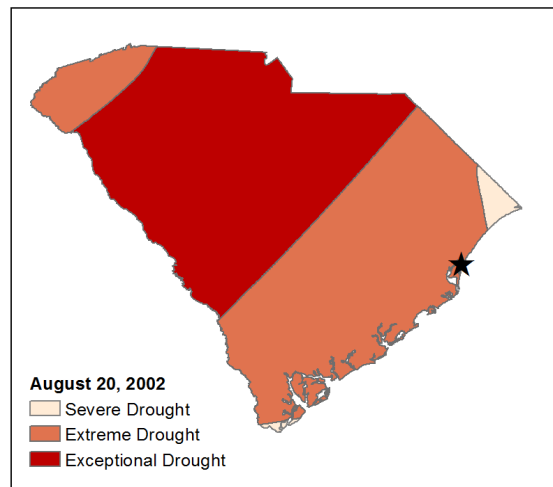 August 20, 2002
Severe Drought
Extreme Drought
Exceptional Drought